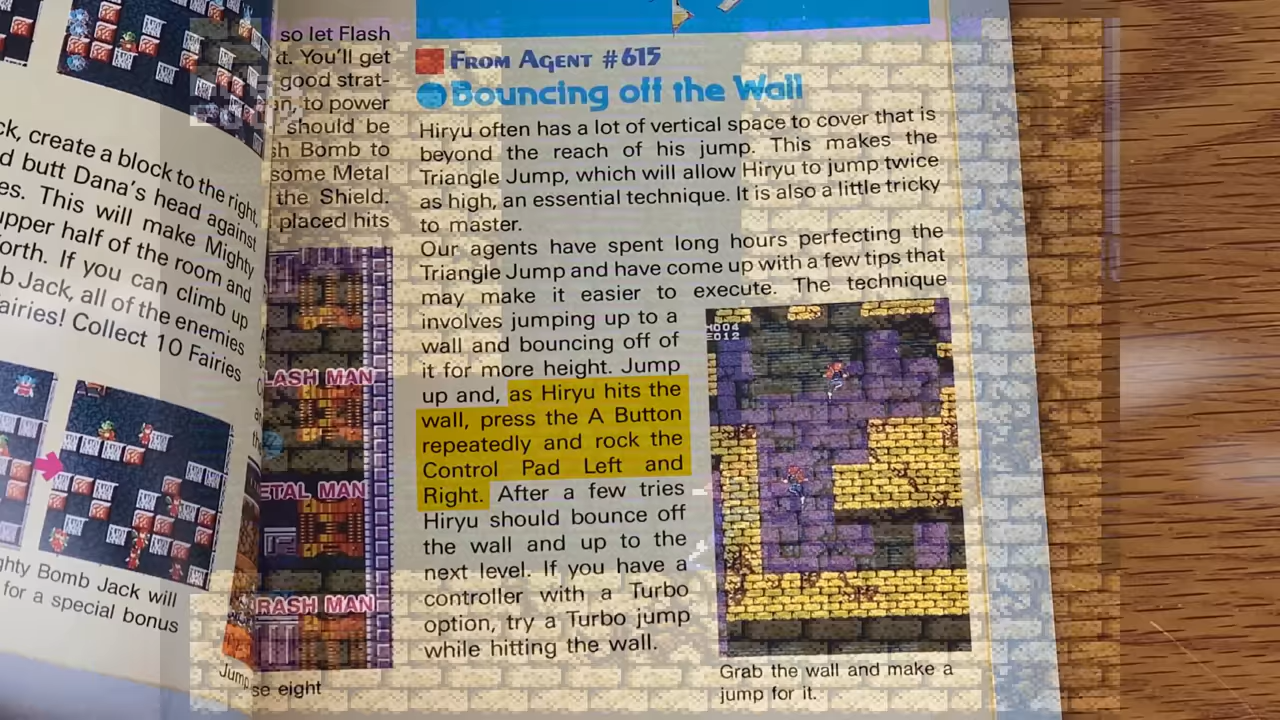 so let Flash
xt. You'll get
good strat-
an, to power
should be
sh Bomb to
some Metal
the Shield.
placed hits
ck, create a block to the right,
d butt Dana's head against
es. This will make Mighty
upper half of the room and
forth. If you can climb up
b Jack, all of the enemies
airies! Collect 10 Fairies
ghty Bomb Jack will
for a special bonus
LASH MAN
ETAL MAN
RASH MAN
Jump
se eight
FROM AGENT #615
Bouncing off the Wall
Hiryu often has a lot of vertical space to cover that is
beyond the reach of his jump. This makes the
Triangle Jump, which will allow Hiryu to jump twice
as high, an essential technique. It is also a little tricky
to master.
Our agents have spent long hours perfecting the
Triangle Jump and have come up with a few tips that
may make it easier to execute. The technique
involves jumping up to a
wall and bouncing off of
it for more height. Jump
up and, as Hiryu hits the
wall, press the A Button
repeatedly and rock the
Control Pad Left and
Right. After a few tries
Hiryu should bounce off
the wall and up to the
next level. If you have a
controller with a Turbo
option, try a Turbo jump
while hitting the wall.
H004
E012
Grab the wall and make a
jump for it.